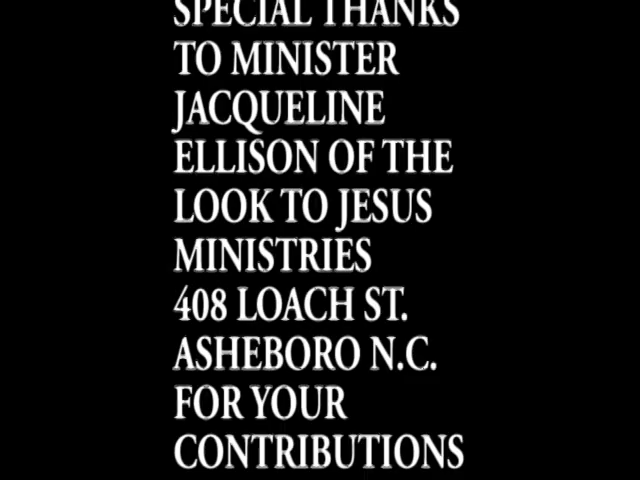 SPECIAL THANKS
TO MINISTER
JACQUELINE
ELLISON OF THE
LOOK TO JESUS
MINISTRIES
408 LOACH ST.
ASHEBORO N.C.
FOR YOUR
CONTRIBUTIONS